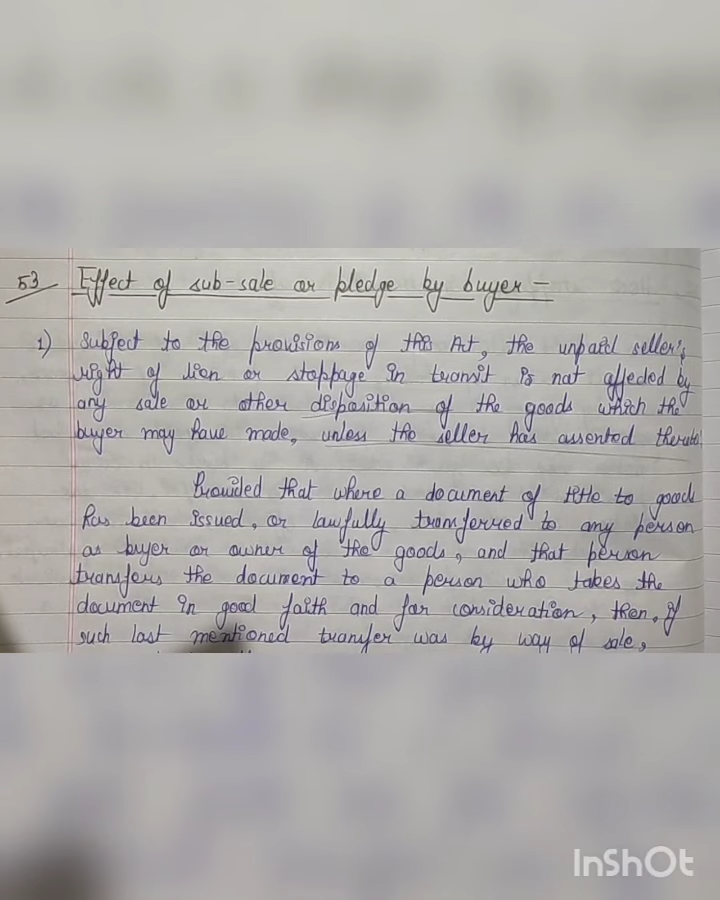 53 Effect of sub-sale or pledge by buyer -
1) Subject to the provisions of this Act, the unpaid seller's
right of lien or stoppage in transit is not affected by
any sale or other disposition of the goods which the
buyer may have made, unless the seller has assented thereto
Provided that where a document of title to good
has been issued, or lawfully transferred to any person
as buyer or owner of the goods, and that person
transfers the document to a person who takes the
document in good faith and for consideration, then, if
such last mentioned transfer was by way of sale,
InShOt